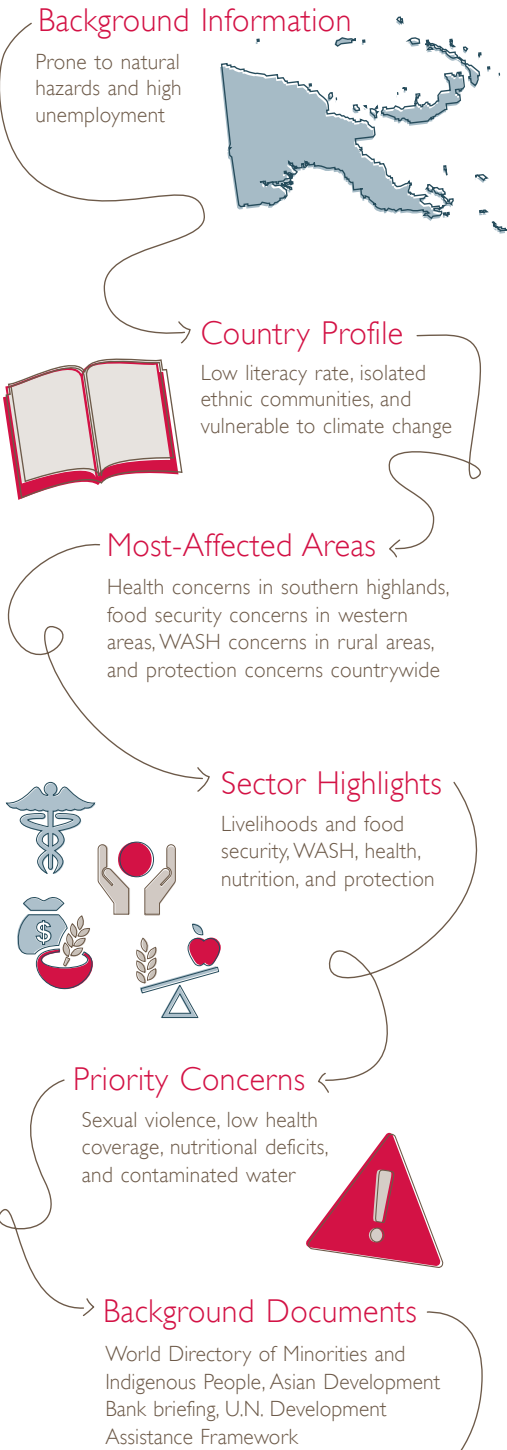 Background Information
Prone to natural
hazards and high
unemployment
Country Profile
Low literacy rate, isolated
ethnic communities, and
vulnerable to climate change
Most-Affected Areas
Health concerns in southern highlands,
food security concerns in western
areas, WASH concerns in rural areas,
and protection concerns countrywide
Sector Highlights
Livelihoods and food
security, WASH, health,
nutrition, and protection
$
Priority Concerns
Sexual violence, low health
coverage, nutritional deficits,
and contaminated water
Background Documents
World Directory of Minorities and
Indigenous People, Asian Development
Bank briefing, U.N. Development
Assistance Framework